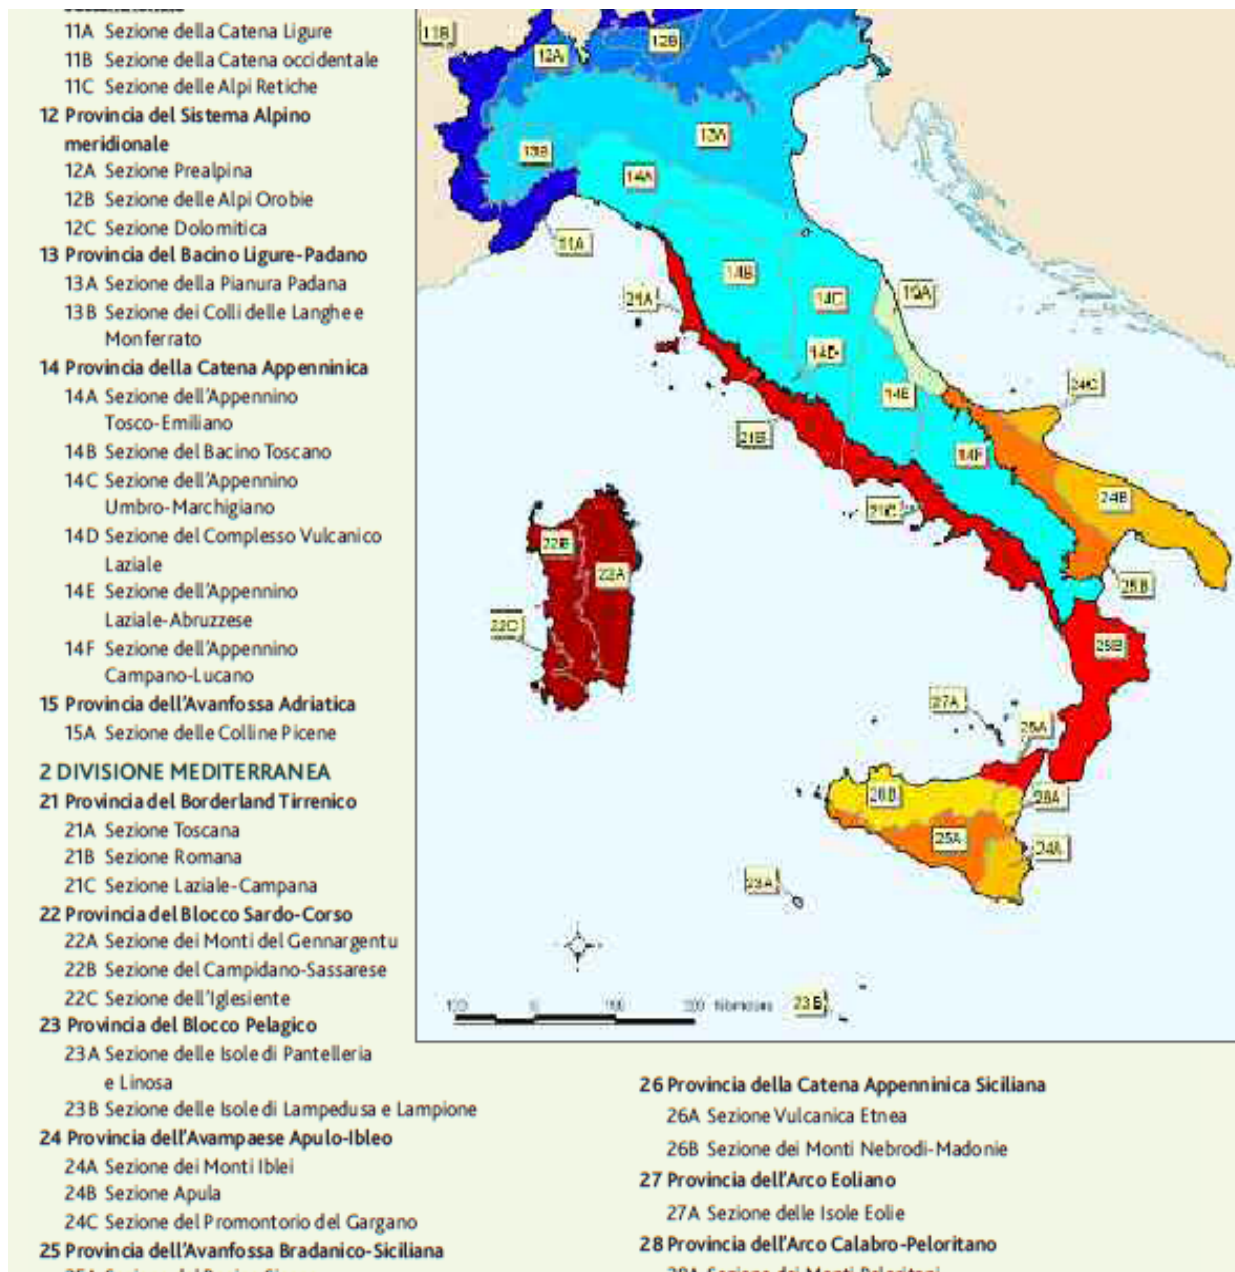 11A Sezione della Catena Ligure
11B Sezione della Catena occidentale
11C Sezione delle Alpi Retiche
12 Provincia del Sistema Alpino
meridionale
12A Sezione Prealpina
12B Sezione delle Alpi Orobie
12C Sezione Dolomitica
13 Provincia del Bacino Ligure-Padano
13A Sezione della Pianura Padana
13B Sezione dei Colli delle Langhe e
Monferrato
14 Provincia della Catena Appenninica
14A Sezione dell'Appennino
Tosco-Emiliano
14B Sezione del Bacino Toscano
14C Sezione dell'Appennino
Umbro-Marchigiano
14D Sezione del Complesso Vulcanico
Laziale
14E Sezione dell'Appennino
Laziale-Abruzzese
14F Sezione dell'Appennino
Campano-Lucano
15 Provincia dell'Avanfossa Adriatica
15A Sezione delle Colline Picene
2 DIVISIONE MEDITERRANEA
21 Provincia del Borderland Tirrenico
21A Sezione Toscana
21B Sezione Romana
21C Sezione Laziale-Campana
22 Provincia del Blocco Sardo-Corso
22A Sezione dei Monti del Gennargentu
22B Sezione del Campidano-Sassarese
22C Sezione dell'Iglesiente
23 Provincia del Blocco Pelagico
23A Sezione delle Isole di Pantelleria
e Linosa
23B Sezione delle Isole di Lampedusa e Lampione
24 Provincia dell'Avampaese Apulo-Ibleo
24A Sezione dei Monti Iblei
24B Sezione Apula
24C Sezione del Promontorio del Gargano
25 Provincia dell'Avanfossa Bradanico-Siciliana
11B
12A
12B
13A
13B
14A
11A
14B
21A
14C
15A
14D
14E
24C
21B
14F
24B
21C
22B
22A
25B
22C
28B
27A
28A
26B
26A
25A
24A
23A
23B
100 0 100 200 Kilometers
26 Provincia della Catena Appenninica Siciliana
26A Sezione Vulcanica Etnea
26B Sezione dei Monti Nebrodi-Madonie
27 Provincia dell'Arco Eoliano
27A Sezione delle Isole Eolie
28 Provincia dell'Arco Calabro-Peloritano
28A Sezione dei Monti Peloritani